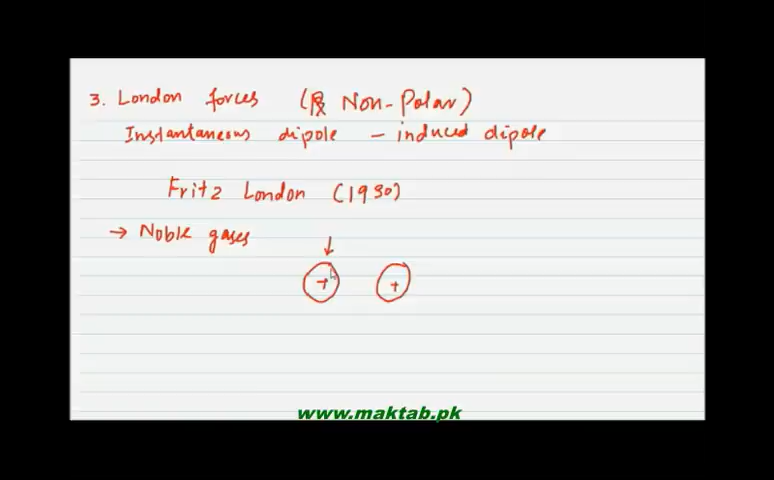 3. London forces (Non-Polar)
Instantaneous dipole - induced dipole
Fritz London (1930)
→ Noble gases
↓
+ +
www.maktab.pk